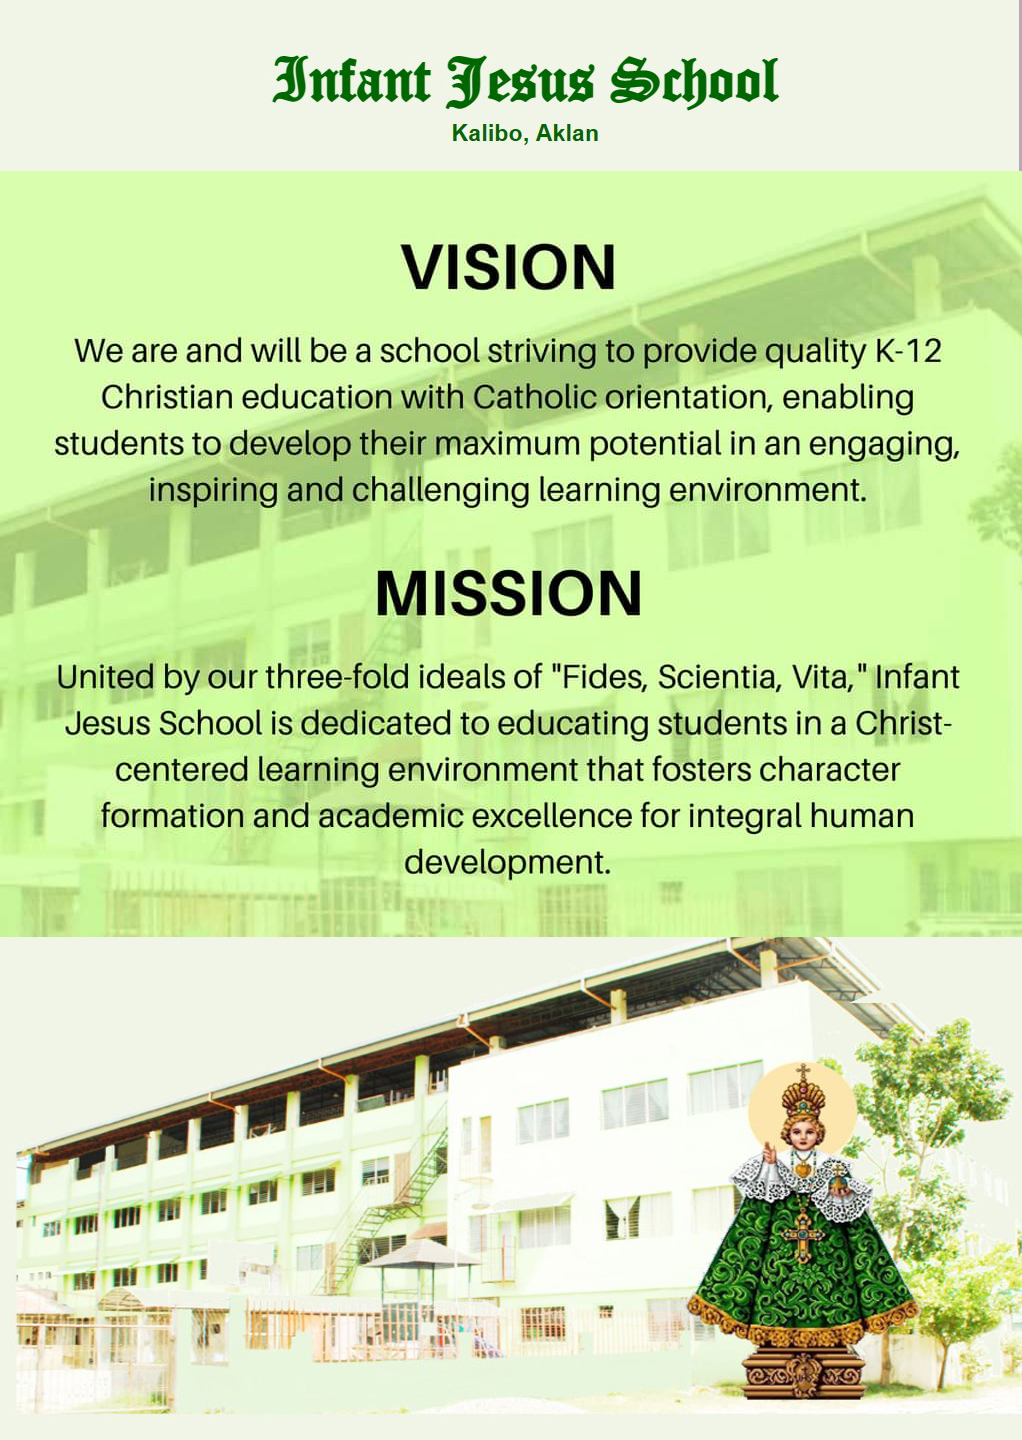 Infant Jesus School
Kalibo, Aklan
VISION
We are and will be a school striving to provide quality K-12
Christian education with Catholic orientation, enabling
students to develop their maximum potential in an engaging,
inspiring and challenging learning environment.
MISSION
United by our three-fold ideals of "Fides, Scientia, Vita," Infant
Jesus School is dedicated to educating students in a Christ-
centered learning environment that fosters character
formation and academic excellence for integral human
development.